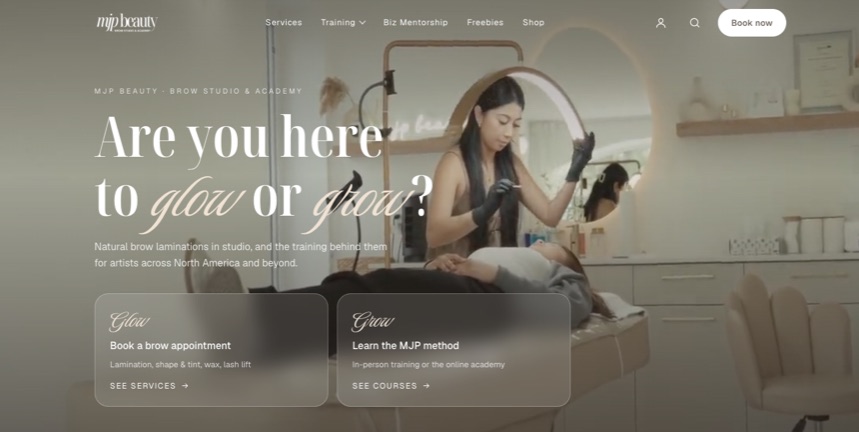 mjp beauty
Services
Training
Biz Mentorship
Freebies
Shop
Book now
MJP BEAUTY · BROW STUDIO & ACADEMY
Are you here
to glow or grow?
Natural brow laminations in studio, and the training behind them
for artists across North America and beyond.
Glow
Book a brow appointment
Lamination, shape & tint, wax, lash lift
SEE SERVICES →
Grow
Learn the MJP method
In-person training or the online academy
SEE COURSES →